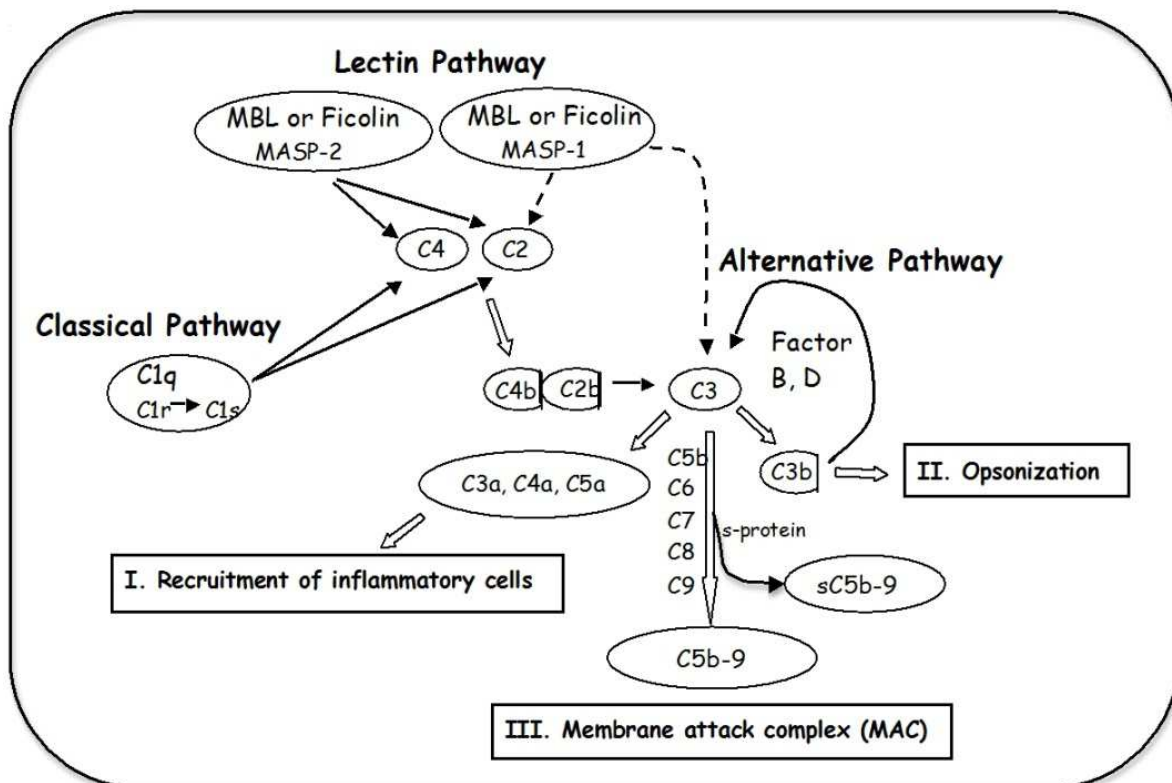 Lectin Pathway
MBL or Ficolin
MASP-2
MBL or Ficolin
MASP-1
C4
C2
Alternative Pathway
Classical Pathway
Factor
B, D
C1q
C1r C1s
C4b
C2b
C3
C3a, C4a, C5a
C5b
C6
C7
C8
C9
C3b
II. Opsonization
s-protein
I. Recruitment of inflammatory cells
sC5b-9
C5b-9
III. Membrane attack complex (MAC)